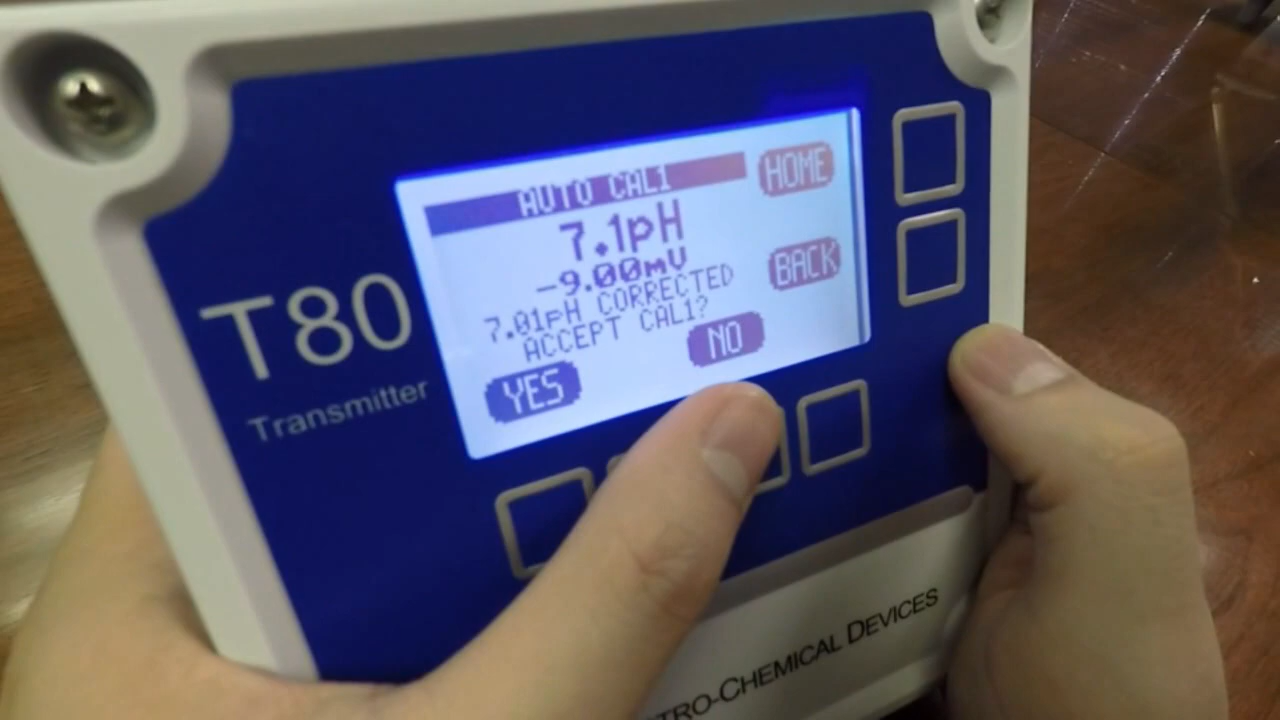 AUTO CAL1
HOME
7.1pH
-9.00mV
BACK
7.01pH CORRECTED
ACCEPT CAL1?
NO
YES
T80
Transmitter
TRO-CHEMICAL DEVICES